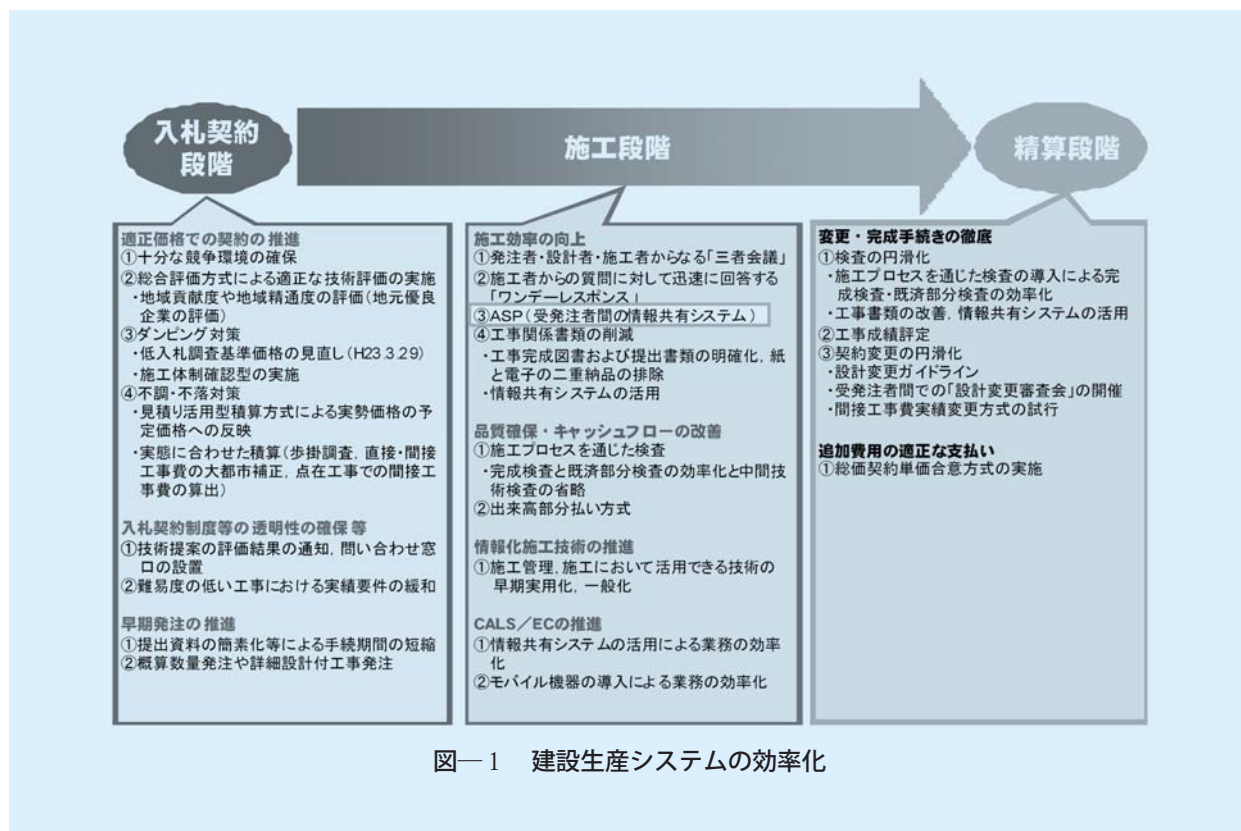 入札契約
段階
施工段階
精算段階
適正価格での契約の推進
①十分な競争環境の確保
②総合評価方式による適正な技術評価の実施
・地域貢献度や地域精通度の評価(地元優良
企業の評価)
③ダンピング対策
・低入札調査基準価格の見直し(H23.3.29)
・施工体制確認型の実施
④不調・不落対策
・見積り活用型積算方式による実勢価格の予
定価格への反映
・実態に合わせた積算(歩掛調査, 直接・間接
工事費の大都市補正, 点在工事での間接工
事費の算出)
入札契約制度等の透明性の確保 等
①技術提案の評価結果の通知, 問い合わせ窓
口の設置
②難易度の低い工事における実績要件の緩和
早期発注の推進
①提出資料の簡素化等による手続期間の短縮
②概算数量発注や詳細設計付工事発注
施工効率の向上
①発注者・設計者・施工者からなる「三者会議」
②施工者からの質問に対して迅速に回答する
「ワンデーレスポンス」
③ASP(受発注者間の情報共有システム)
④工事関係書類の削減
・工事完成図書および提出書類の明確化, 紙
と電子の二重納品の排除
・情報共有システムの活用
品質確保・キャッシュフローの改善
①施工プロセスを通じた検査
・完成検査と既済部分検査の効率化と中間技
術検査の省略
②出来高部分払い方式
情報化施工技術の推進
①施工管理, 施工において活用できる技術の
早期実用化, 一般化
CALS/ECの推進
①情報共有システムの活用による業務の効率
化
②モバイル機器の導入による業務の効率化
変更・完成手続きの徹底
①検査の円滑化
・施工プロセスを通じた検査の導入による完
成検査・既済部分検査の効率化
・工事書類の改善, 情報共有システムの活用
②工事成績評定
③契約変更の円滑化
・設計変更ガイドライン
・受発注者間での「設計変更審査会」の開催
・間接工事費実績変更方式の試行
追加費用の適正な支払い
①総価契約単価合意方式の実施
図―1 建設生産システムの効率化